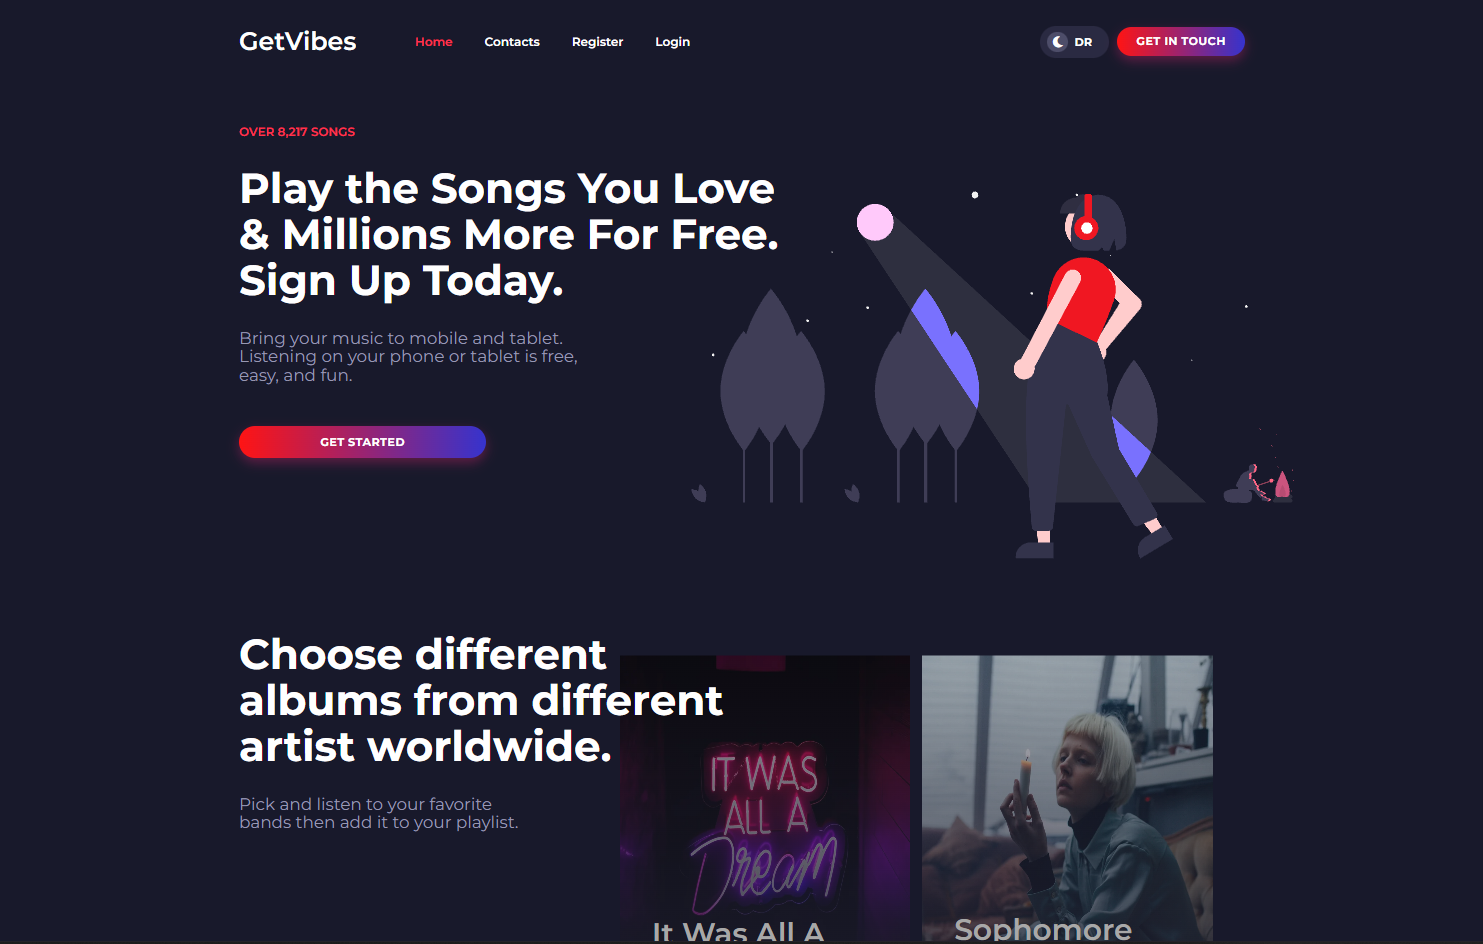 GetVibes
Home
Contacts
Register
Login
DR
GET IN TOUCH
OVER 8,217 SONGS
Play the Songs You Love
& Millions More For Free.
Sign Up Today.
Bring your music to mobile and tablet.
Listening on your phone or tablet is free,
easy, and fun.
GET STARTED
Choose different
albums from different
artist worldwide.
Pick and listen to your favorite
bands then add it to your playlist.
IT WAS
ALL A
Dream
It Was All A
Sophomore